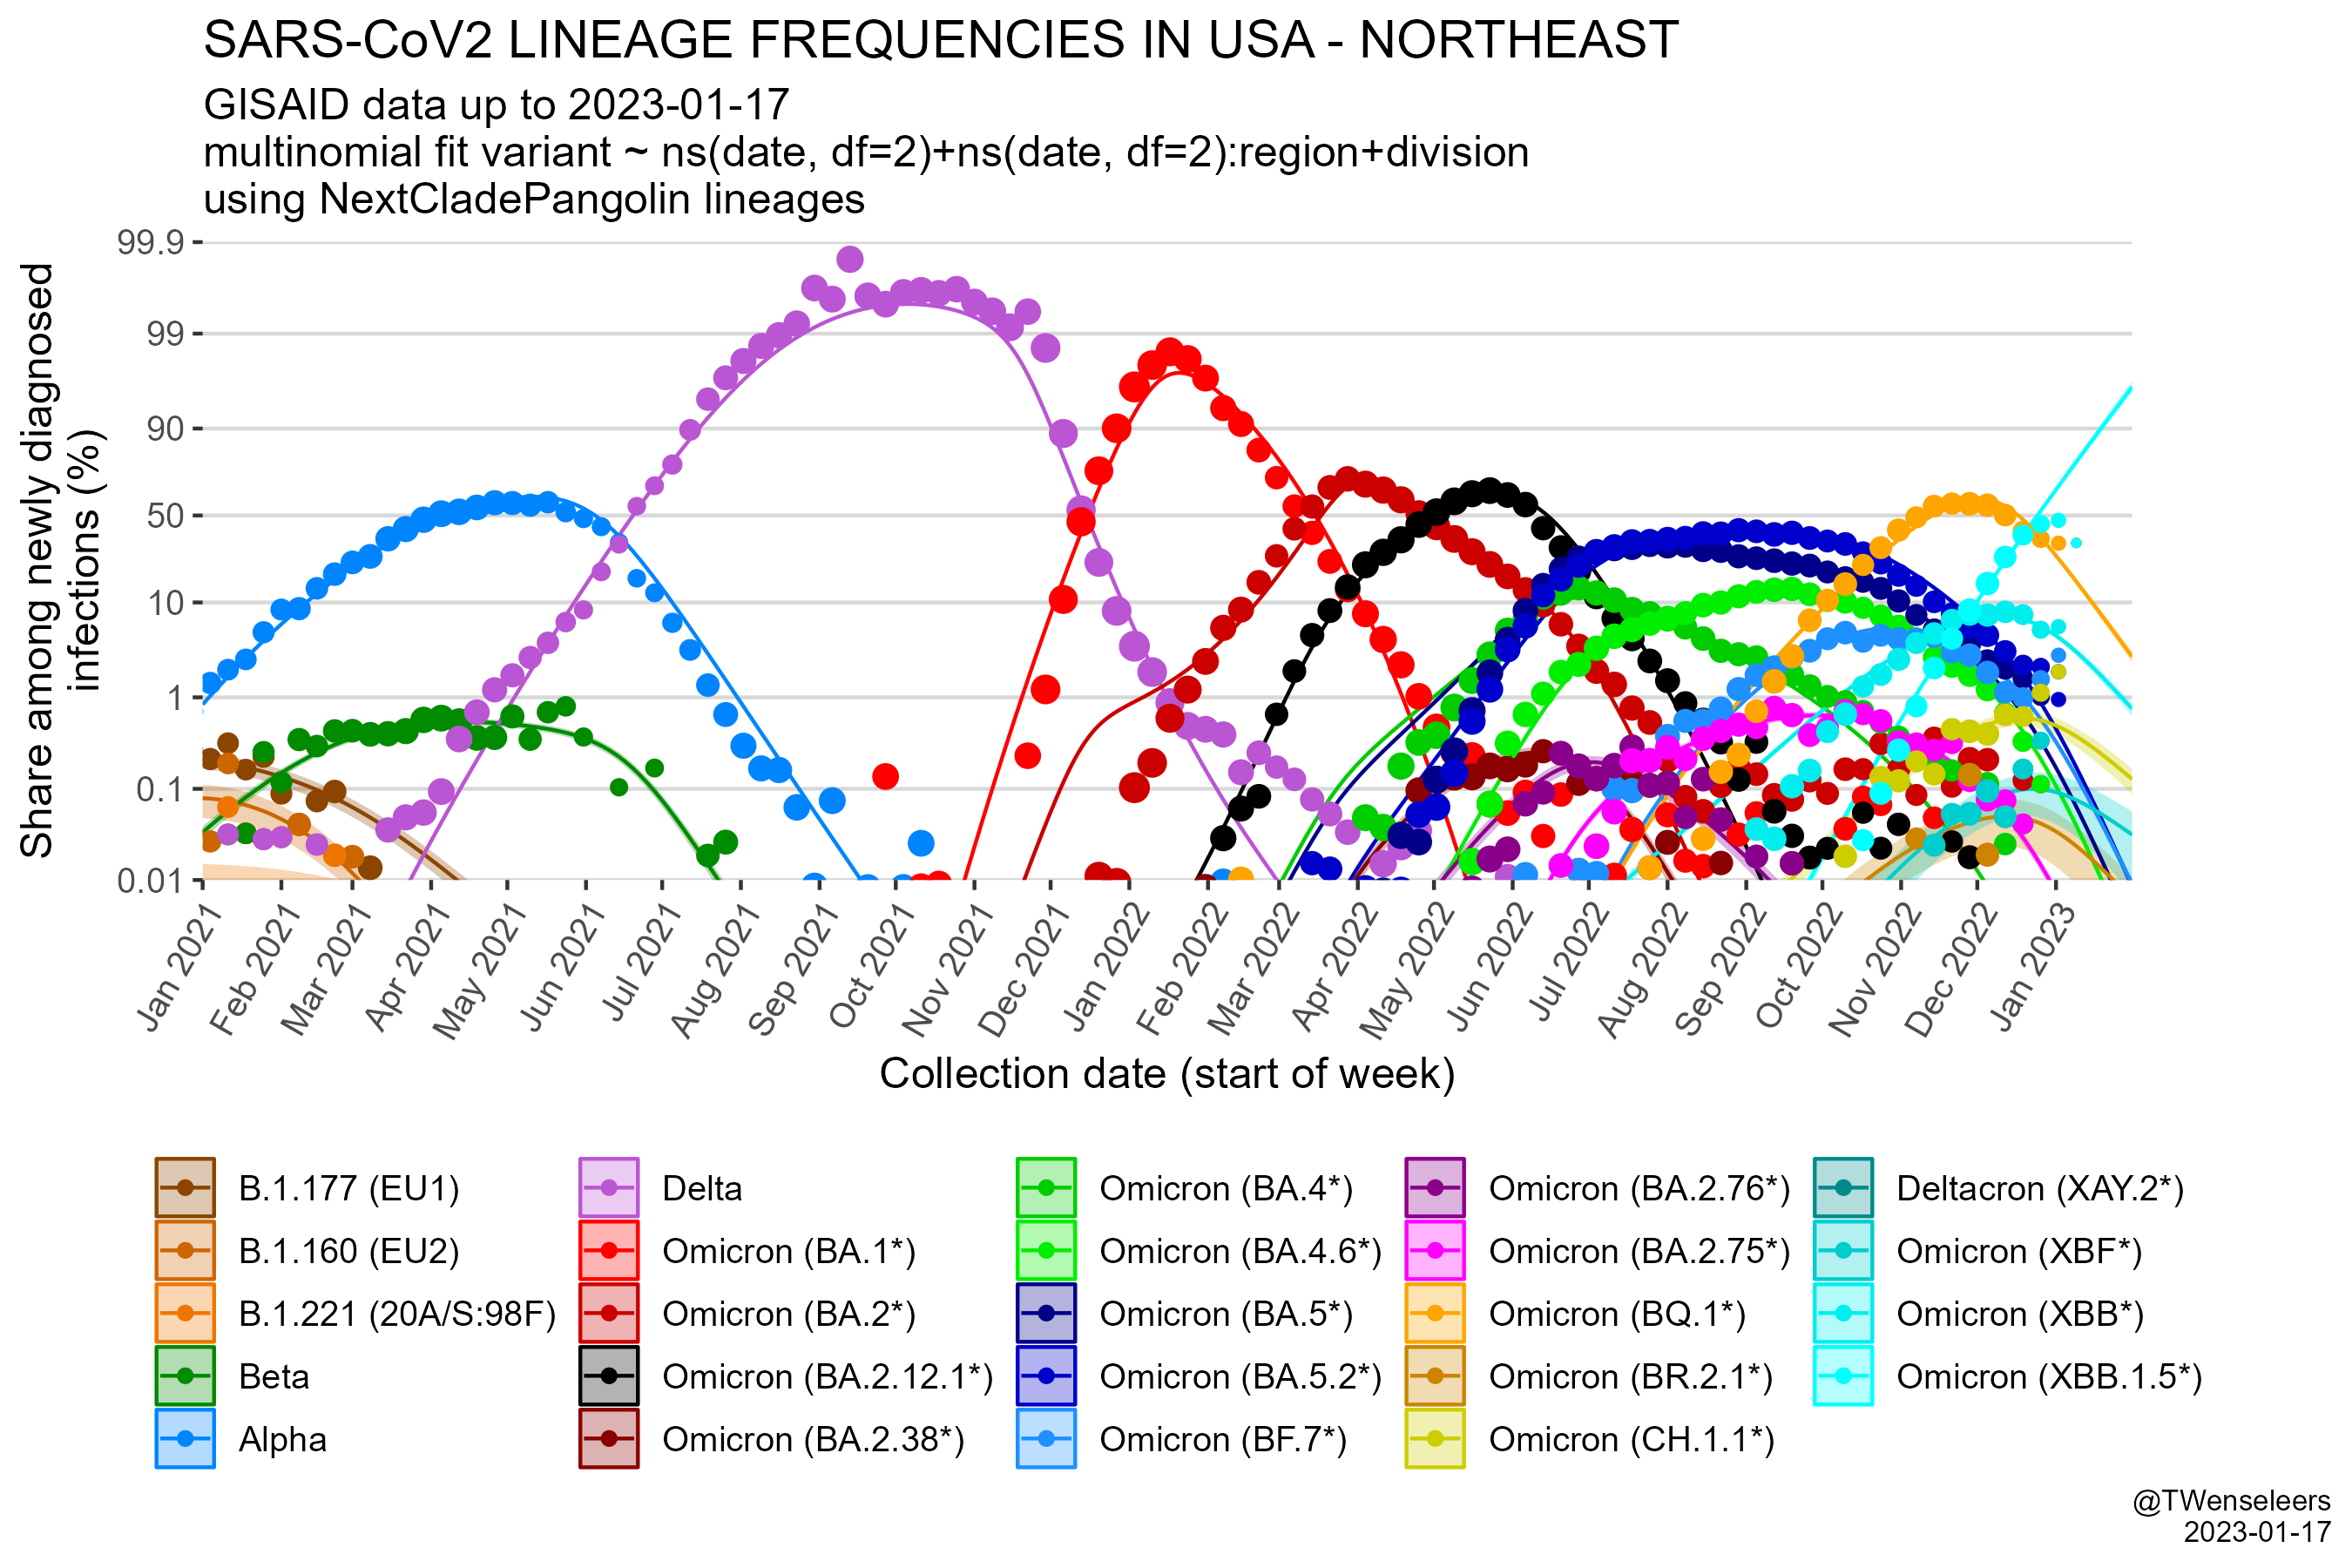 SARS-CoV2 LINEAGE FREQUENCIES IN USA - NORTHEAST
GISAID data up to 2023-01-17
multinomial fit variant ~ ns(date, df=2)+ns(date, df=2):region+division
using NextCladePangolin lineages
Share among newly diagnosed
infections (%)
99.9
99
90
50
10
1
0.1
0.01
Jan 2021
Feb 2021
Mar 2021
Apr 2021
May 2021
Jun 2021
Jul 2021
Aug 2021
Sep 2021
Oct 2021
Nov 2021
Dec 2021
Jan 2022
Feb 2022
Mar 2022
Apr 2022
May 2022
Jun 2022
Jul 2022
Aug 2022
Sep 2022
Oct 2022
Nov 2022
Dec 2022
Jan 2023
Collection date (start of week)
B.1.177 (EU1)
B.1.160 (EU2)
B.1.221 (20A/S:98F)
Beta
Alpha
Delta
Omicron (BA.1*)
Omicron (BA.2*)
Omicron (BA.2.12.1*)
Omicron (BA.2.38*)
Omicron (BA.4*)
Omicron (BA.4.6*)
Omicron (BA.5*)
Omicron (BA.5.2*)
Omicron (BF.7*)
Omicron (BA.2.76*)
Omicron (BA.2.75*)
Omicron (BQ.1*)
Omicron (BR.2.1*)
Omicron (CH.1.1*)
Deltacron (XAY.2*)
Omicron (XBF*)
Omicron (XBB*)
Omicron (XBB.1.5*)
@TWenseleers
2023-01-17